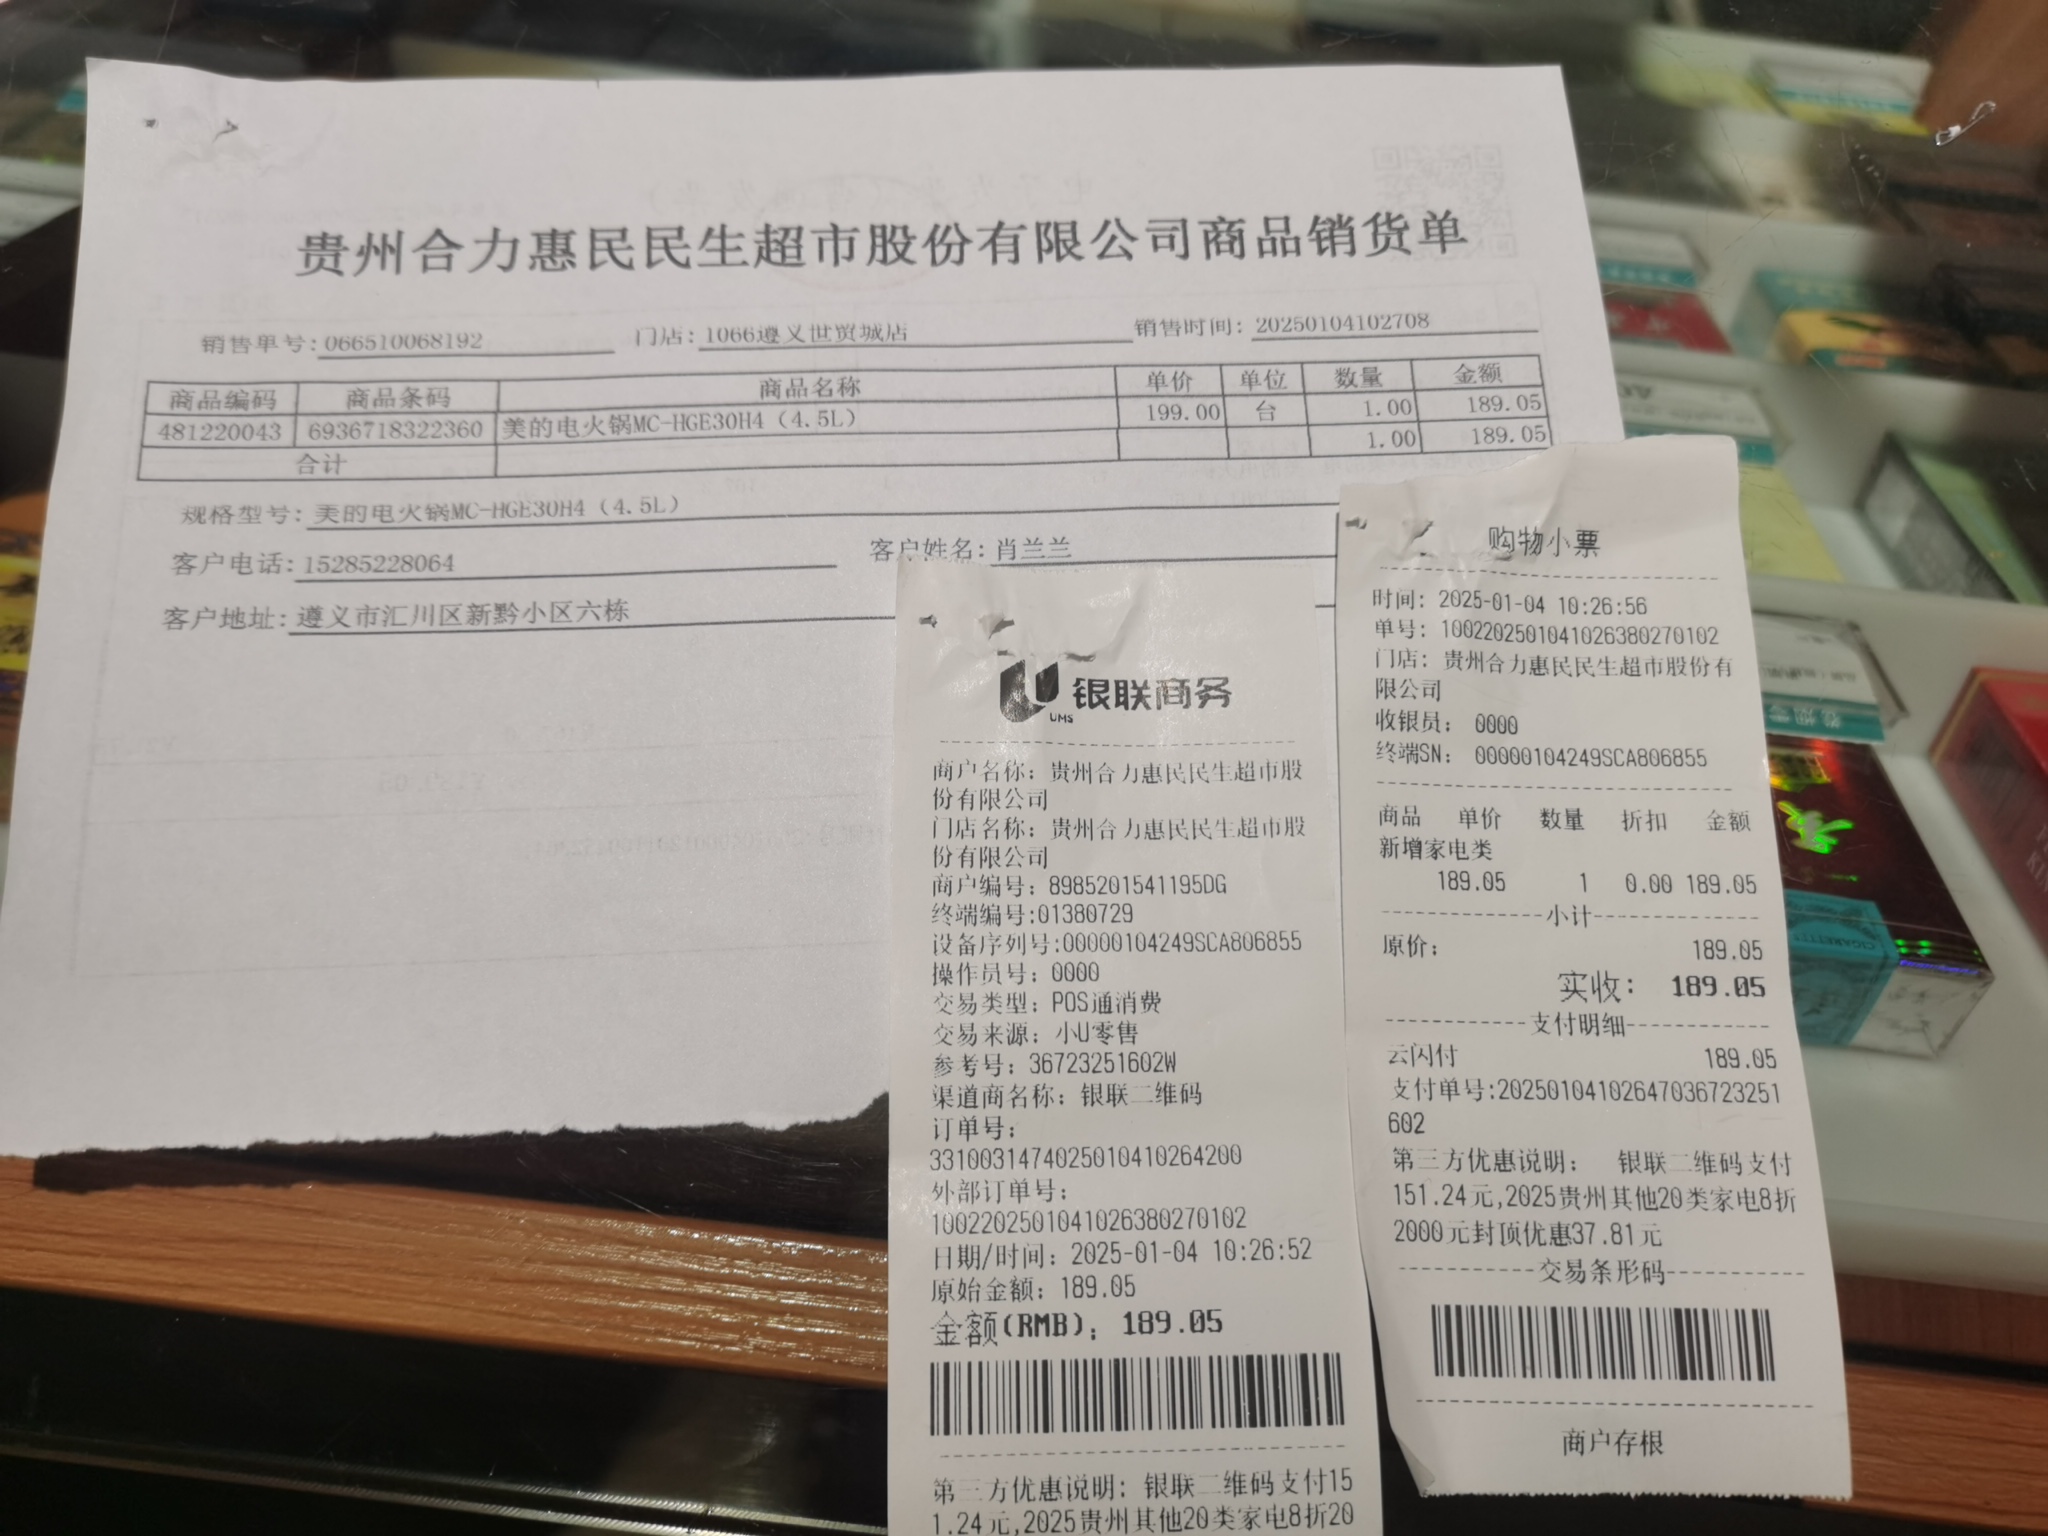 贵州合力惠民民生超市股份有限公司商品销货单
销售单号:066510068192 门店:1066遵义世贸城店 销售时间:20250104102708
商品编码 商品条码 商品名称 单价 单位 数量 金额
481220043 6936718322360 美的电火锅MC-HGE30H4（4.5L） 199.00 台 1.00 189.05
合计 1.00 189.05
规格型号:美的电火锅MC-HGE30H4（4.5L）
客户电话:15285228064 客户姓名:肖兰兰
客户地址:遵义市汇川区新黔小区六栋
UMS 银联商务
商户名称：贵州合力惠民民生超市股
份有限公司
门店名称：贵州合力惠民民生超市股
份有限公司
商户编号：8985201541195DG
终端编号:01380729
设备序列号:00000104249SCA806855
操作员号：0000
交易类型：POS通消费
交易来源：小U零售
参考号：36723251602W
渠道商名称：银联二维码
订单号：
3310031474025010410264200
外部订单号：
1002202501041026380270102
日期/时间：2025-01-04 10:26:52
原始金额：189.05
金额(RMB)：189.05
第三方优惠说明：银联二维码支付15
1.24元,2025贵州其他20类家电8折20
购物小票
时间：2025-01-04 10:26:56
单号：1002202501041026380270102
门店：贵州合力惠民民生超市股份有
限公司
收银员： 0000
终端SN： 00000104249SCA806855
商品 单价 数量 折扣 金额
新增家电类
189.05 1 0.00 189.05
小计
原价： 189.05
实收： 189.05
支付明细
云闪付 189.05
支付单号:20250104102647036723251
602
第三方优惠说明： 银联二维码支付
151.24元,2025贵州其他20类家电8折
2000元封顶优惠37.81元
交易条形码
商户存根